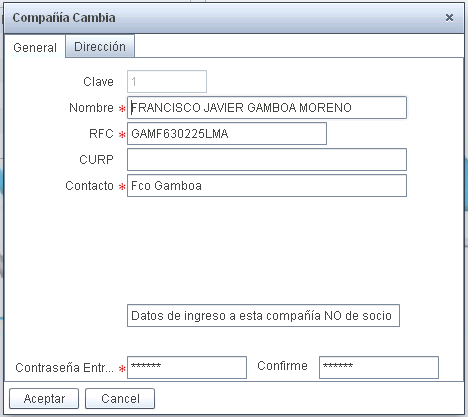 Compañía Cambia ×
General Dirección
Clave 1
Nombre * FRANCISCO JAVIER GAMBOA MORENO
RFC * GAMF630225LMA
CURP
Contacto * Fco Gamboa
Datos de ingreso a esta compañía NO de socio
Contraseña Entr... * ****** Confirme ******
Aceptar Cancel